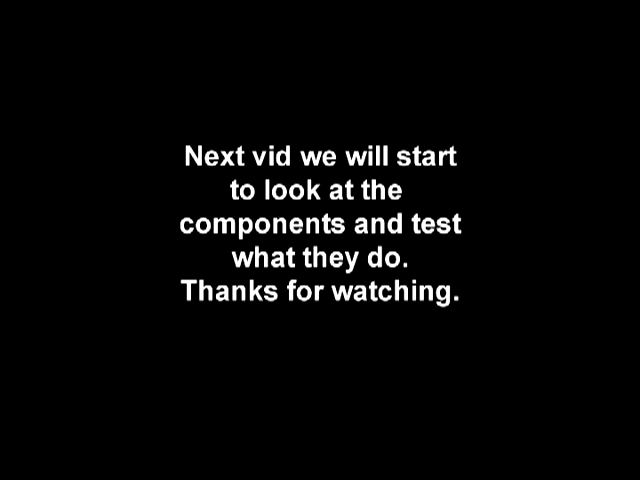 Next vid we will start
to look at the
components and test
what they do.
Thanks for watching.